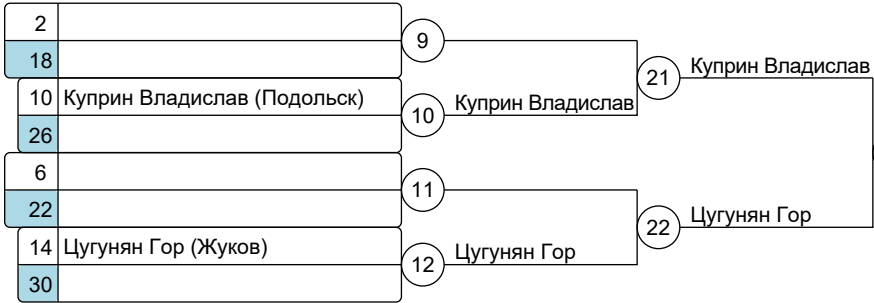 2
9
18
21 Куприн Владислав
10 Куприн Владислав (Подольск)
10 Куприн Владислав
26
6
11
22
22 Цугунян Гор
14 Цугунян Гор (Жуков)
12 Цугунян Гор
30